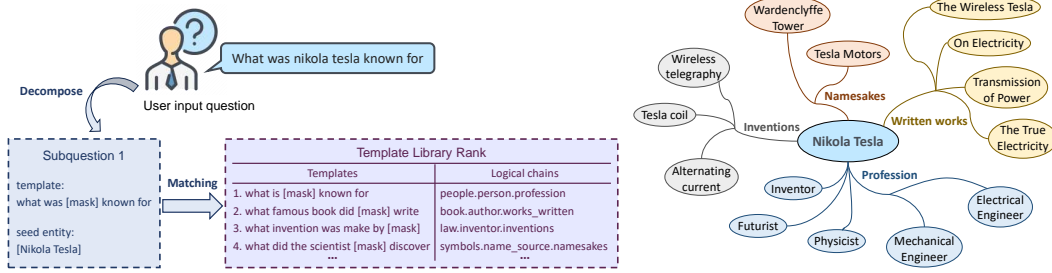 ?
What was nikola tesla known for
User input question
Decompose
Subquestion 1
template:
what was [mask] known for
seed entity:
[Nikola Tesla]
Matching
Template Library Rank
Templates Logical chains
1. what is [mask] known for people.person.profession
2. what famous book did [mask] write book.author.works_written
3. what invention was make by [mask] law.inventor.inventions
4. what did the scientist [mask] discover symbols.name_source.namesakes
... ...
Wardenclyffe
Tower
Tesla Motors
Namesakes
The Wireless Tesla
On Electricity
Transmission
of Power
The True
Electricity
Written works
Wireless
telegraphy
Tesla coil
Alternating
current
Inventions
Nikola Tesla
Profession
Inventor
Futurist
Physicist
Mechanical
Engineer
Electrical
Engineer